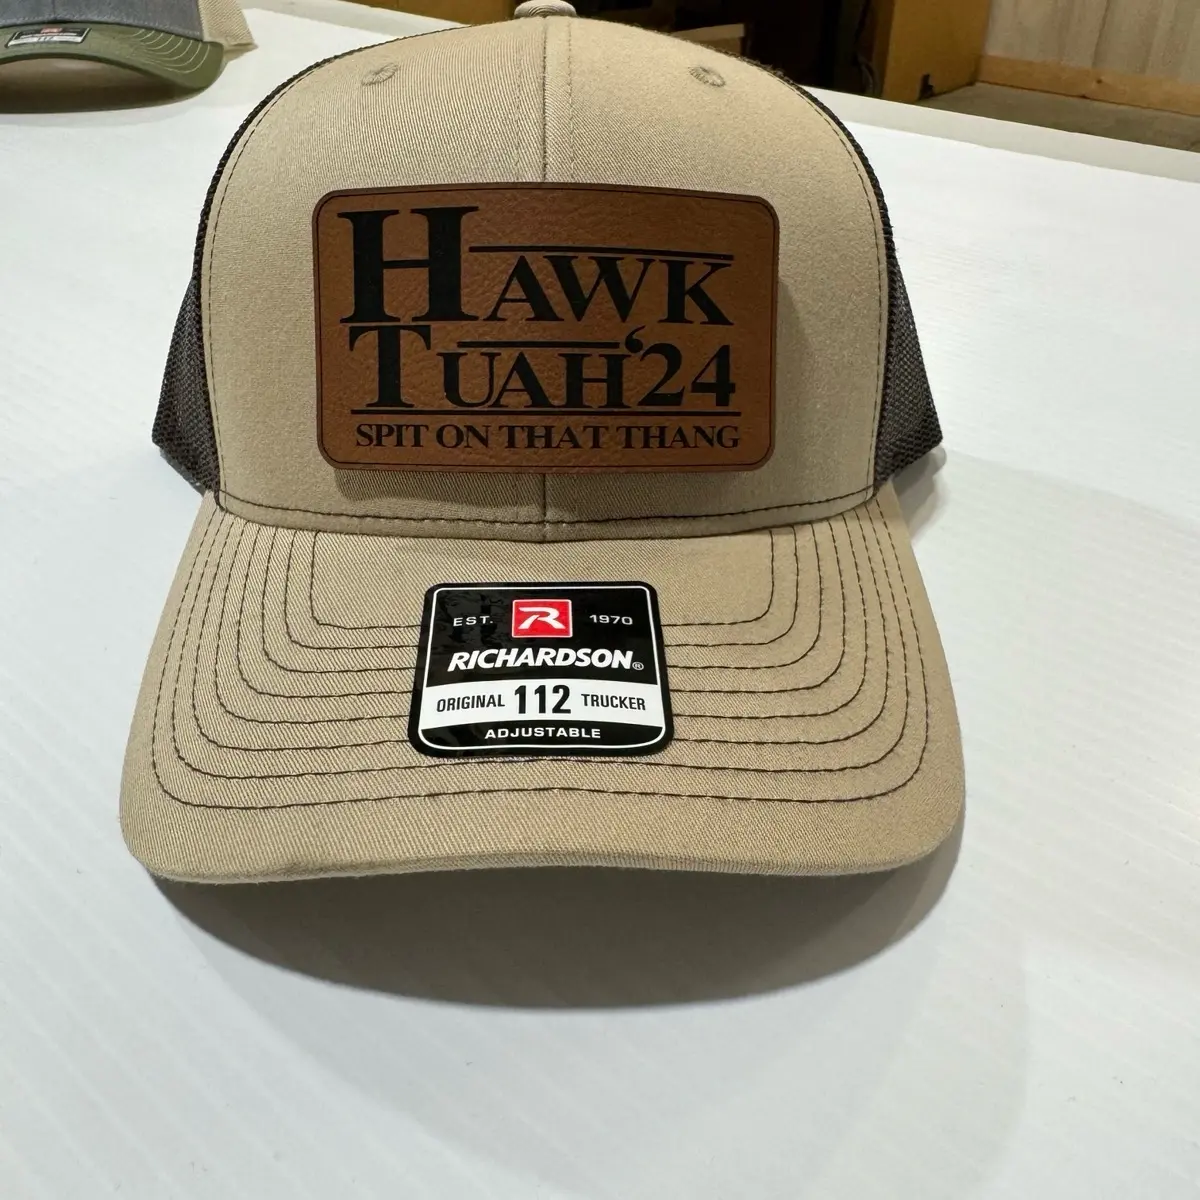 HAWK
TUAH '24
SPIT ON THAT THANG
EST. R 1970
RICHARDSON®
ORIGINAL 112 TRUCKER
ADJUSTABLE